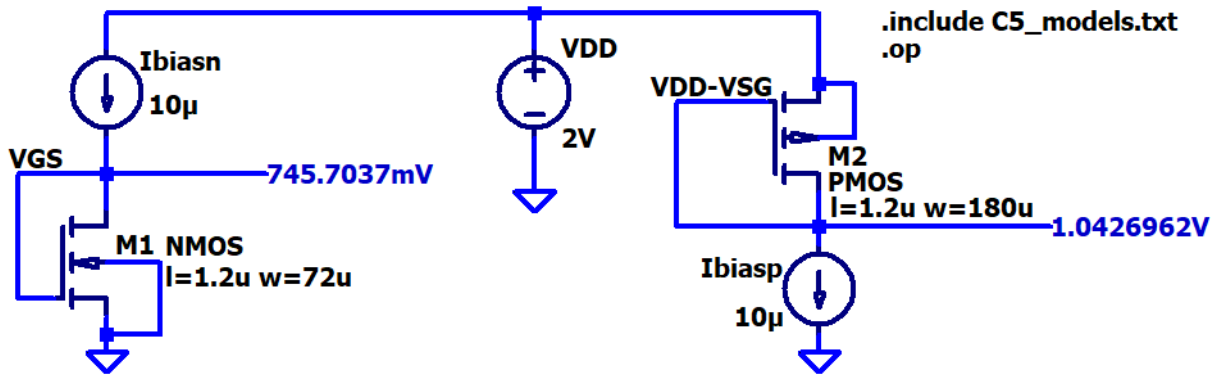 .include C5_models.txt
.op
Ibiasn
10µ
VDD
2V
VDD-VSG
VGS
745.7037mV
M1 NMOS
l=1.2u w=72u
M2
PMOS
l=1.2u w=180u
1.0426962V
Ibiasp
10µ